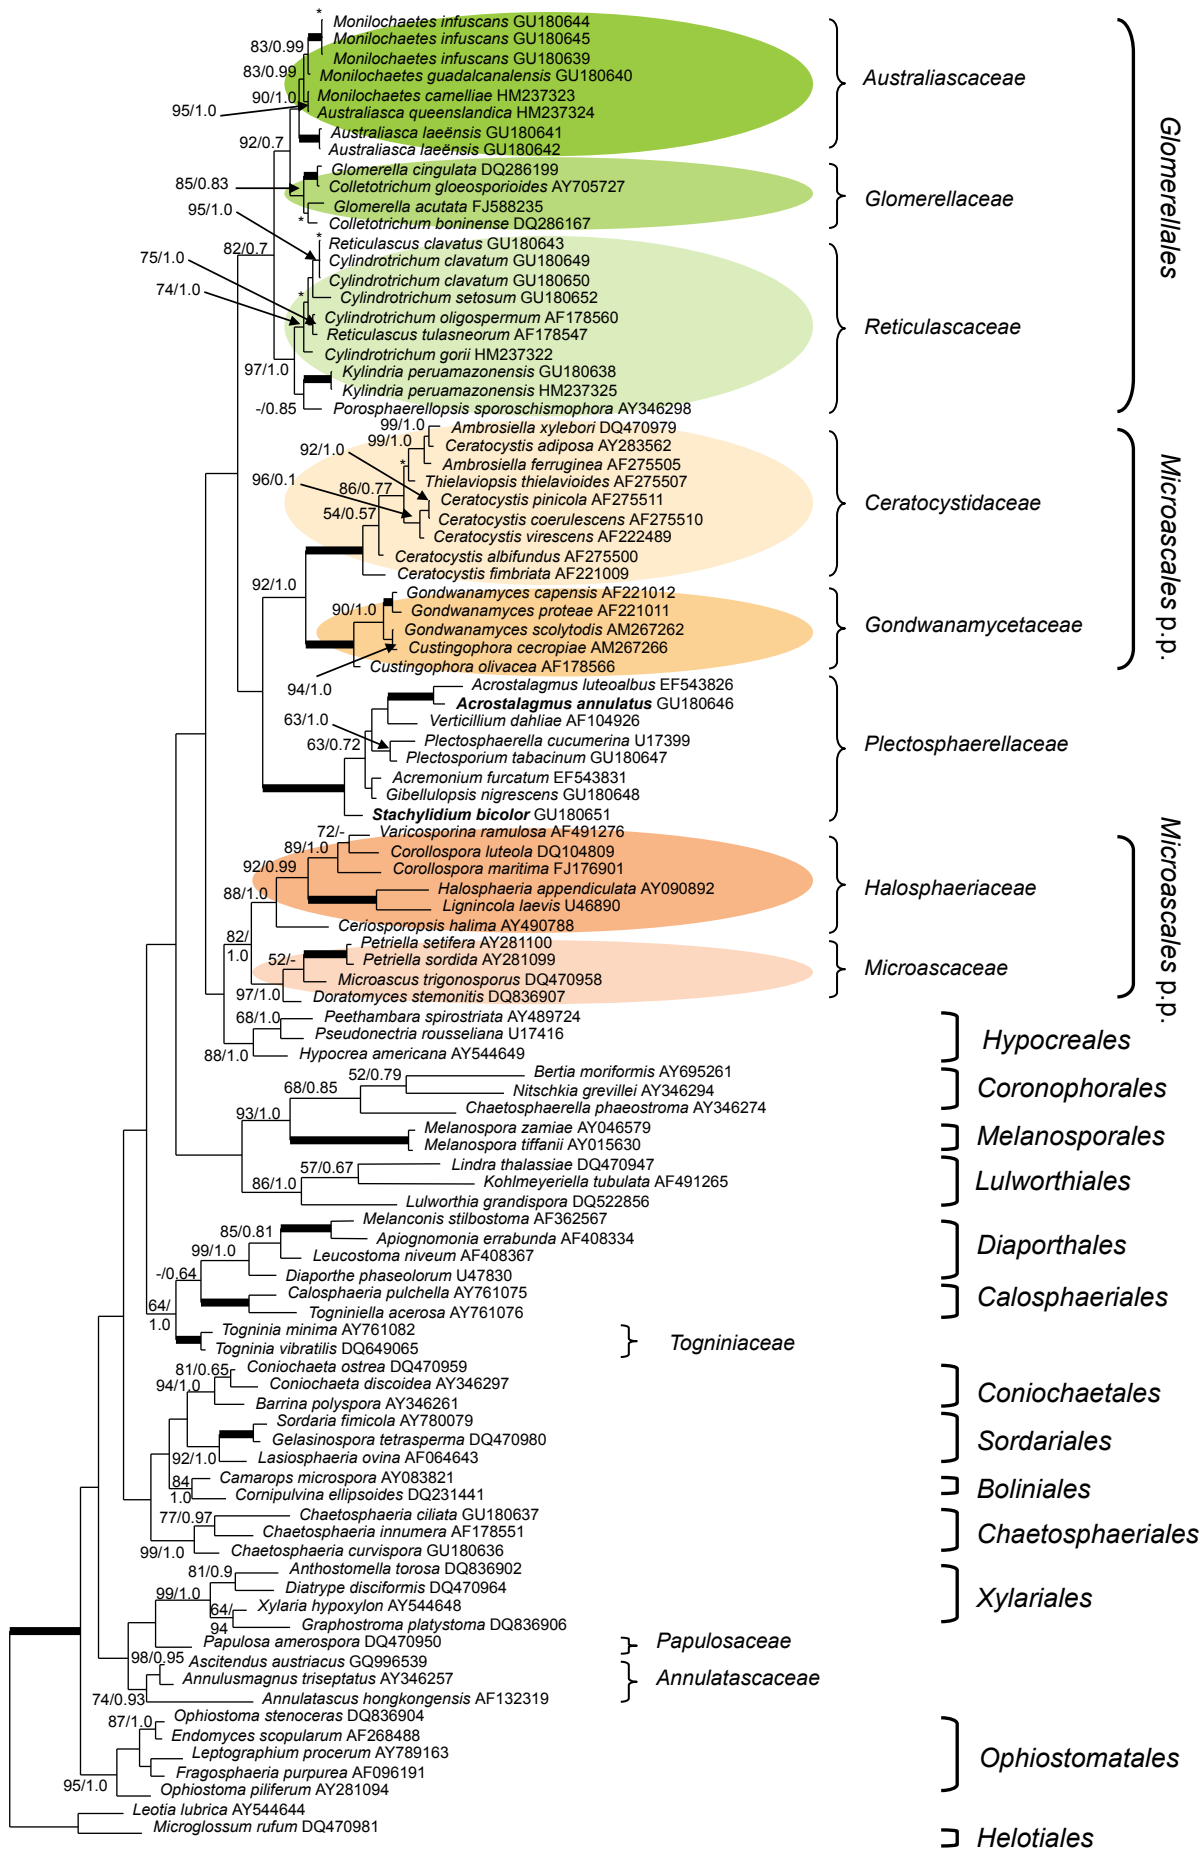 *
Monilochaetes infuscans GU180644
Monilochaetes infuscans GU180645
83/0.99
Monilochaetes infuscans GU180639
83/0.99
Monilochaetes guadalcanalensis GU180640
Australiascaceae
90/1.0
Monilochaetes camelliae HM237323
95/1.0
Australiasca queenslandica HM237324
Australiasca laeënsis GU180641
92/0.7
Australiasca laeënsis GU180642
Glomerella cingulata DQ286199
85/0.83
Colletotrichum gloeosporioides AY705727
Glomerellaceae
Glomerellales
95/1.0
Glomerella acutata FJ588235
*
Colletotrichum boninense DQ286167
*
Reticulascus clavatus GU180643
82/0.7
75/1.0
Cylindrotrichum clavatum GU180649
Cylindrotrichum clavatum GU180650
74/1.0
*
Cylindrotrichum setosum GU180652
Cylindrotrichum oligospermum AF178560
Reticulascaceae
Reticulascus tulasneorum AF178547
Cylindrotrichum gorii HM237322
97/1.0
Kylindria peruamazonensis GU180638
Kylindria peruamazonensis HM237325
-/0.85
Porosphaerellopsis sporoschismophora AY346298
99/1.0
Ambrosiella xylebori DQ470979
99/1.0
Ceratocystis adiposa AY283562
92/1.0
*
Ambrosiella ferruginea AF275505
96/0.1
Thielaviopsis thielavioides AF275507
86/0.77
Ceratocystis pinicola AF275511
Ceratocystidaceae
54/0.57
Ceratocystis coerulescens AF275510
Ceratocystis virescens AF222489
Ceratocystis albifundus AF275500
Ceratocystis fimbriata AF221009
Microascales p.p.
92/1.0
Gondwanamyces capensis AF221012
90/1.0
Gondwanamyces proteae AF221011
Gondwanamyces scolytodis AM267262
Gondwanamycetaceae
Custingophora cecropiae AM267266
Custingophora olivacea AF178566
94/1.0
Acrostalagmus luteoalbus EF543826
Acrostalagmus annulatus GU180646
63/1.0
Verticillium dahliae AF104926
63/0.72
Plectosphaerella cucumerina U17399
Plectosphaerellaceae
Plectosporium tabacinum GU180647
Acremonium furcatum EF543831
Gibellulopsis nigrescens GU180648
Stachylidium bicolor GU180651
72/-
Varicosporina ramulosa AF491276
89/1.0
Corollospora luteola DQ104809
92/0.99
Corollospora maritima FJ176901
88/1.0
Halosphaeria appendiculata AY090892
Halosphaeriaceae
Lignincola laevis U46890
Ceriosporopsis halima AY490788
Microascales p.p.
82/
1.0
Petriella setifera AY281100
52/-
Petriella sordida AY281099
Microascaceae
Microascus trigonosporus DQ470958
97/1.0
Doratomyces stemonitis DQ836907
68/1.0
Peethambara spirostriata AY489724
Pseudonectria rousseliana U17416
Hypocreales
88/1.0
Hypocrea americana AY544649
52/0.79
Bertia moriformis AY695261
68/0.85
Nitschkia grevillei AY346294
Coronophorales
Chaetosphaerella phaeostroma AY346274
93/1.0
Melanospora zamiae AY046579
Melanosporales
Melanospora tiffanii AY015630
57/0.67
Lindra thalassiae DQ470947
86/1.0
Kohlmeyeriella tubulata AF491265
Lulworthiales
Lulworthia grandispora DQ522856
Melanconis stilbostoma AF362567
85/0.81
Apiognomonia errabunda AF408334
Diaporthales
99/1.0
Leucostoma niveum AF408367
-/0.64
Diaporthe phaeolorum U47830
Calosphaeria pulchella AY761075
Calosphaeriales
64/
1.0
Togniniella acerosa AY761076
Togninia minima AY761082
Togniniaceae
Togninia vibratilis DQ649065
81/0.65
Coniochaeta ostrea DQ470959
94/1.0
Coniochaeta discoidea AY346297
Coniochaetales
Barrina polyspora AY346261
Sordaria fimicola AY780079
Gelasinospora tetrasperma DQ470980
Sordariales
92/1.0
Lasiosphaeria ovina AF064643
84
1.0
Camarops microspora AY083821
Boliniales
Cornipulvina ellipsoides DQ231441
77/0.97
Chaetosphaeria ciliata GU180637
Chaetosphaeria innumera AF178551
Chaetosphaeriales
99/1.0
Chaetosphaeria curvispora GU180636
81/0.9
Anthostomella torosa DQ836902
99/1.0
Diatrype disciformis DQ470964
Xylariales
64/
94
Xylaria hypoxylon AY544648
Graphostroma platystoma DQ836906
Papulosa amerospora DQ470950
Papulosaceae
98/0.95
Ascitendus austriacus GQ996539
Annulusmagnus triseptatus AY346257
Annulatascaceae
74/0.93
Annulatascus hongkongensis AF132319
87/1.0
Ophiostoma stenoceras DQ836904
Endomyces scopularum AF268488
Leptographium procerum AY789163
Ophiostomatales
Fragosphaeria purpurea AF096191
95/1.0
Ophiostoma piliferum AY281094
Leotia lubrica AY544644
Microglossum rufum DQ470981
Helotiales